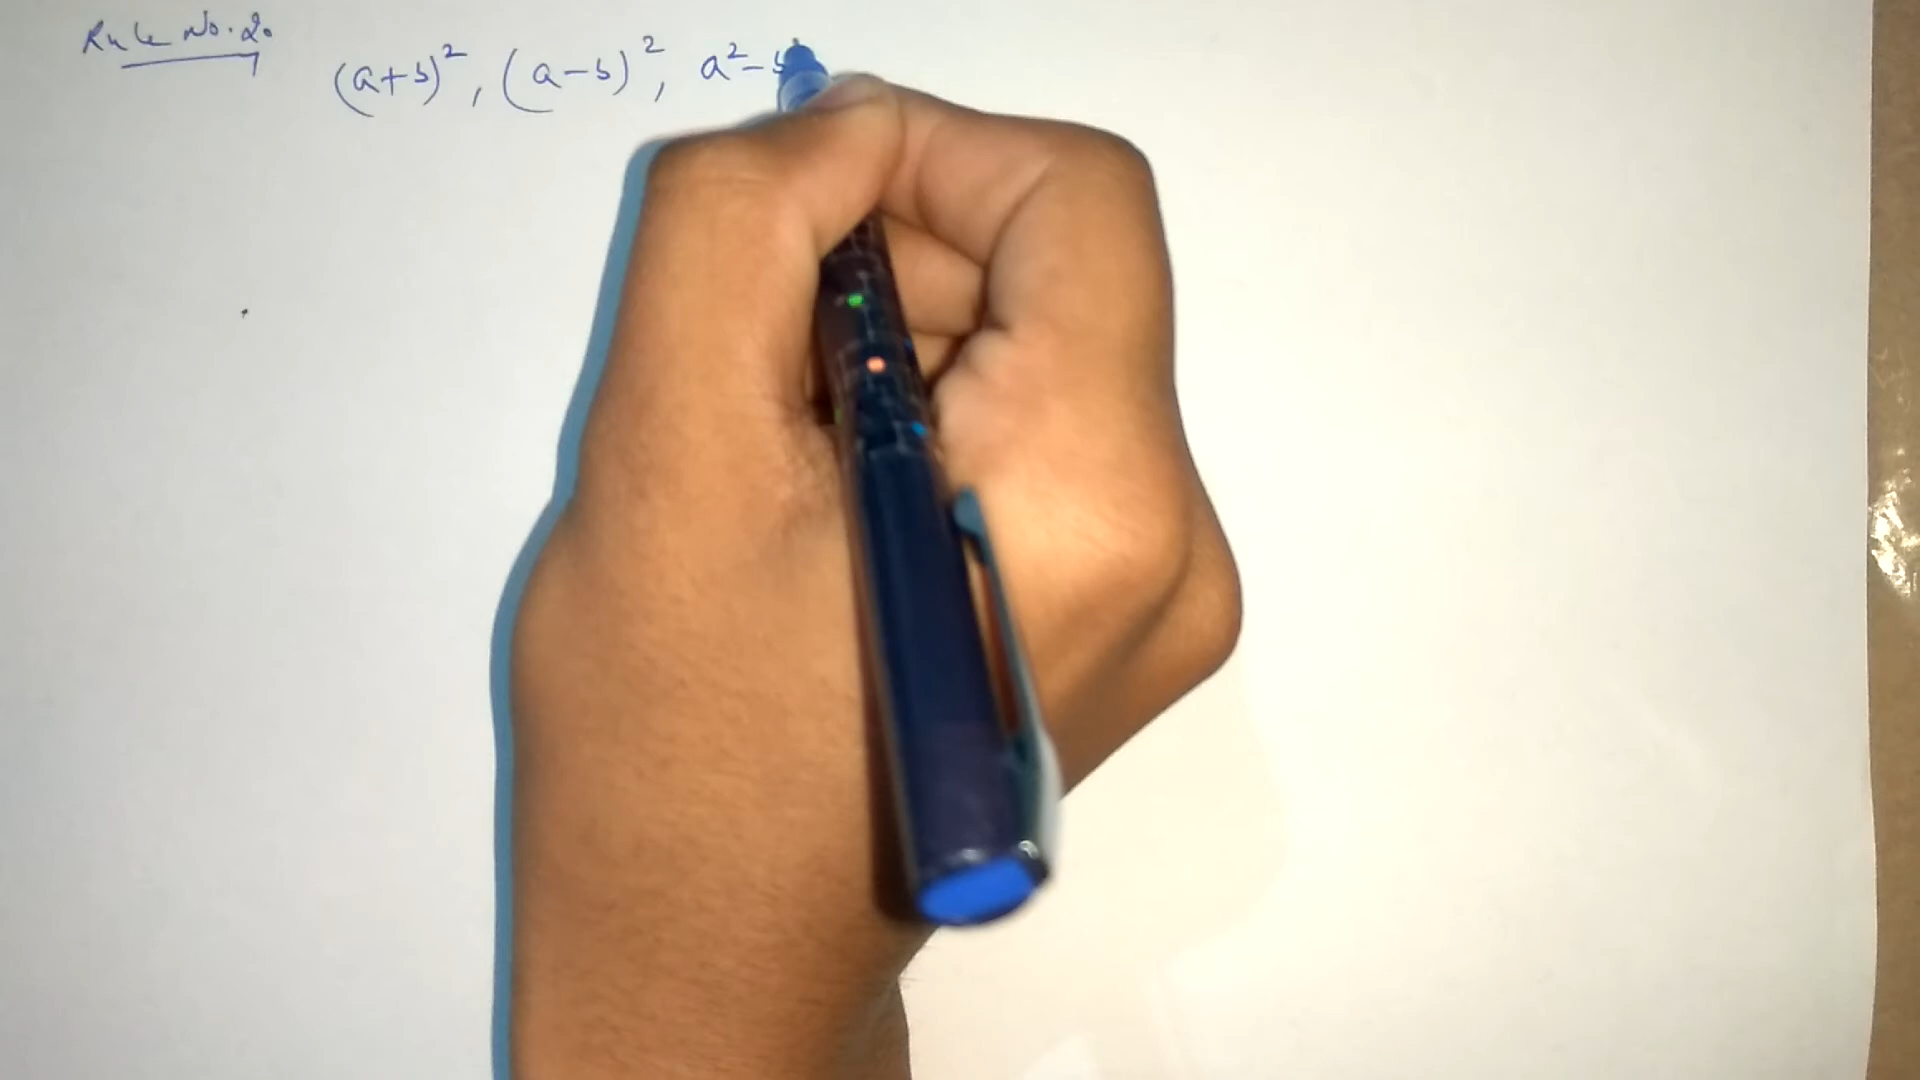 Rule No. 2.
(a+b)², (a-b)², a²-b